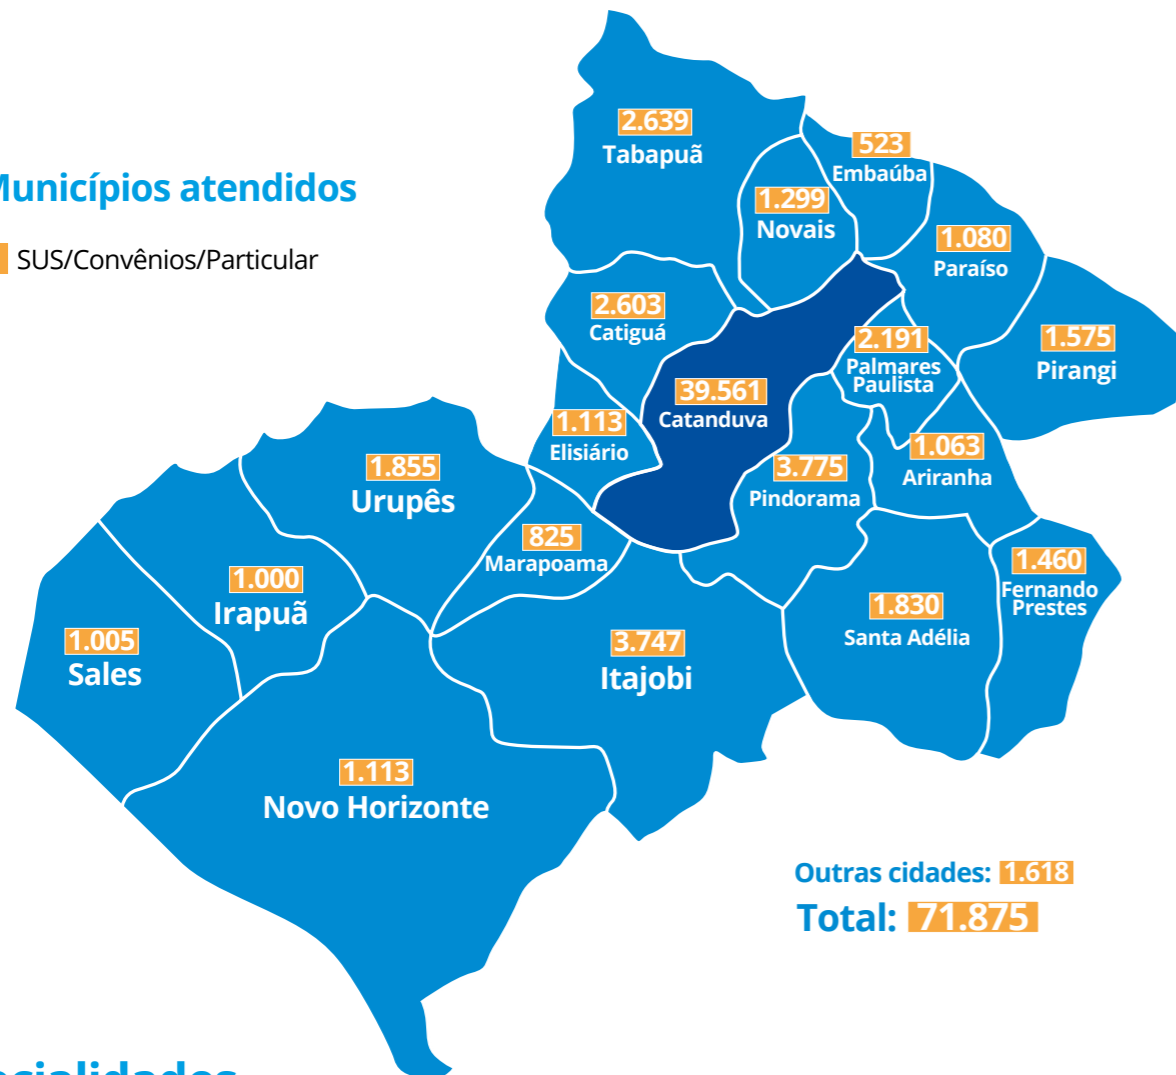 Municípios atendidos
SUS/Convênios/Particular
2.639
Tabapuã
523
Embaúba
1.299
Novais
1.080
Paraíso
2.603
Catiguá
2.191
Palmares
Paulista
1.575
Pirangi
39.561
Catanduva
1.113
Elisiário
1.063
Ariranha
1.855
Urupês
3.775
Pindorama
825
Marapoama
1.000
Irapuã
1.460
Fernando
Prestes
1.830
Santa Adélia
1.005
Sales
3.747
Itajobi
1.113
Novo Horizonte
Outras cidades: 1.618
Total: 71.875